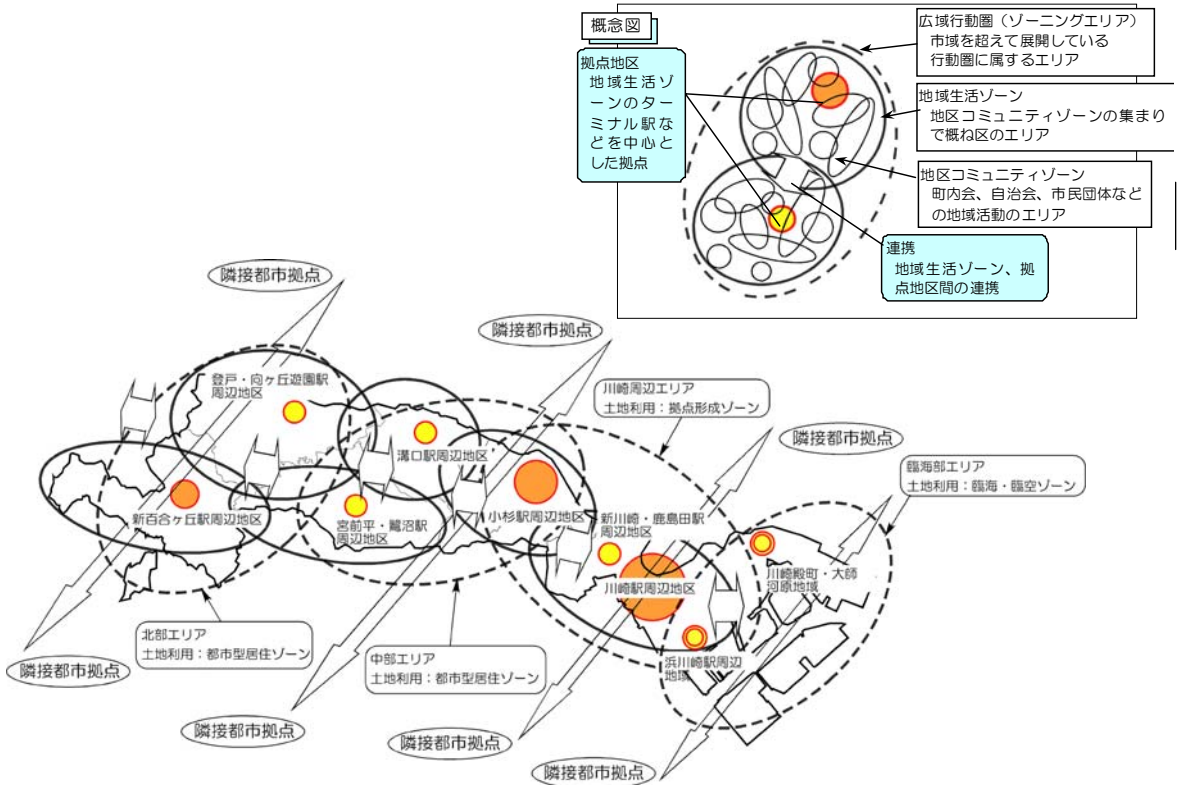 概念図
拠点地区
地域生活ゾ
ーンのター
ミナル駅な
どを中心と
した拠点
広域行動圏（ゾーニングエリア）
市域を超えて展開している
行動圏に属するエリア
地域生活ゾーン
地区コミュニティゾーンの集まり
で概ね区のエリア
地区コミュニティゾーン
町内会、自治会、市民団体など
の地域活動のエリア
連携
地域生活ゾーン、拠
点地区間の連携
隣接都市拠点
隣接都市拠点
登戸・向ヶ丘遊園駅
周辺地区
川崎周辺エリア
土地利用：拠点形成ゾーン
隣接都市拠点
溝口駅周辺地区
臨海部エリア
土地利用：臨海・臨空ゾーン
新百合ヶ丘駅周辺地区
宮前平・鷺沼駅
周辺地区
小杉駅周辺地区
新川崎・鹿島田駅
周辺地区
川崎駅周辺地区
川崎殿町・大師
河原地域
浜川崎駅周辺
地域
北部エリア
土地利用：都市型居住ゾーン
中部エリア
土地利用：都市型居住ゾーン
隣接都市拠点
隣接都市拠点
隣接都市拠点
隣接都市拠点